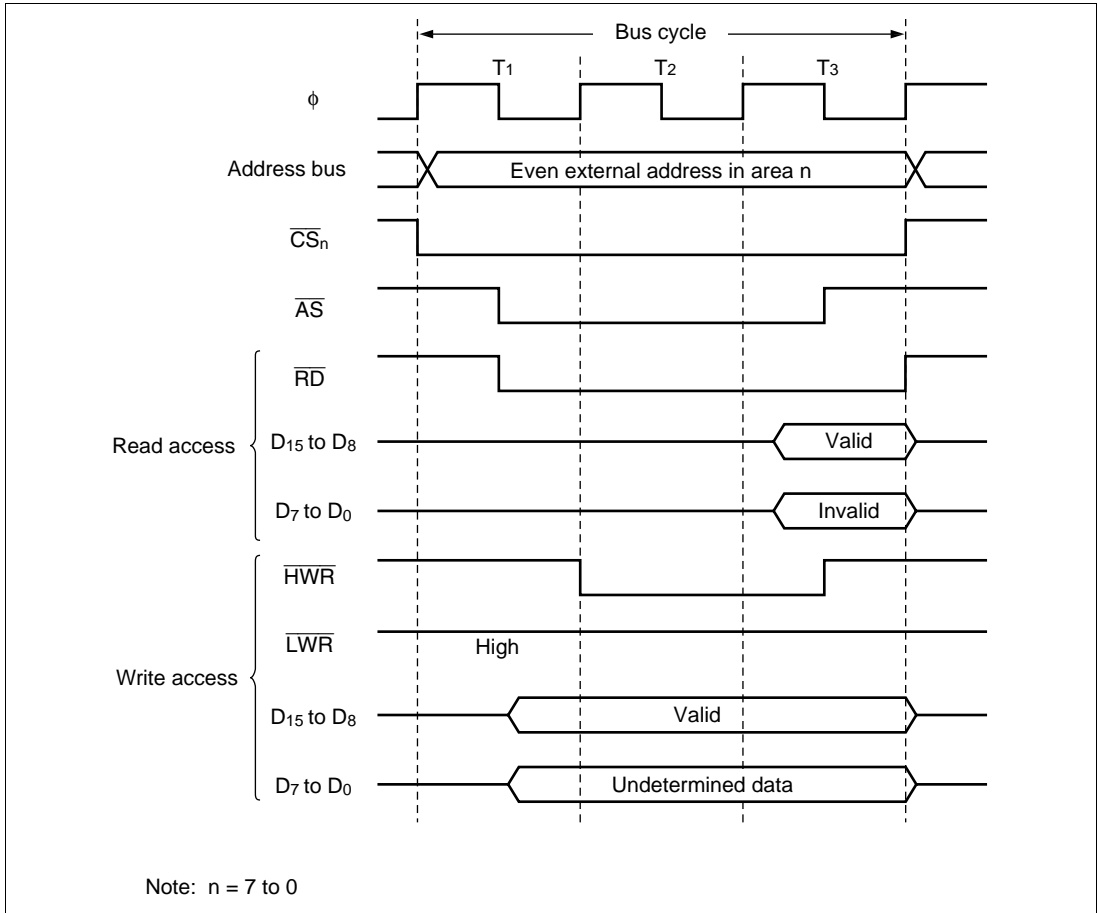 Bus cycle
T1 T2 T3
ϕ
Address bus
Even external address in area n
CSn
AS
RD
Read access
D15 to D8
Valid
D7 to D0
Invalid
HWR
LWR
High
Write access
D15 to D8
Valid
D7 to D0
Undetermined data
Note: n = 7 to 0